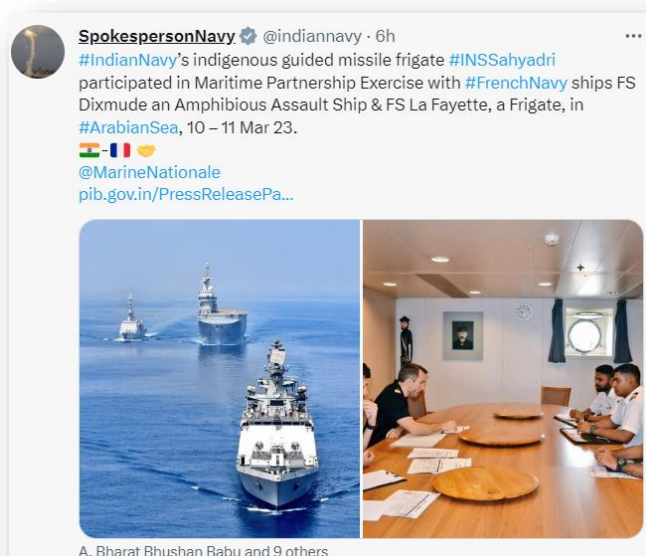 SpokespersonNavy @indiannavy · 6h
#IndianNavy's indigenous guided missile frigate #INSSahyadri
participated in Maritime Partnership Exercise with #FrenchNavy ships FS
Dixmude an Amphibious Assault Ship & FS La Fayette, a Frigate, in
#ArabianSea, 10 – 11 Mar 23.
🇮🇳-🇫🇷 🤝
@MarineNationale
pib.gov.in/PressReleasePa...
A. Bharat Bhushan Babu and 9 others